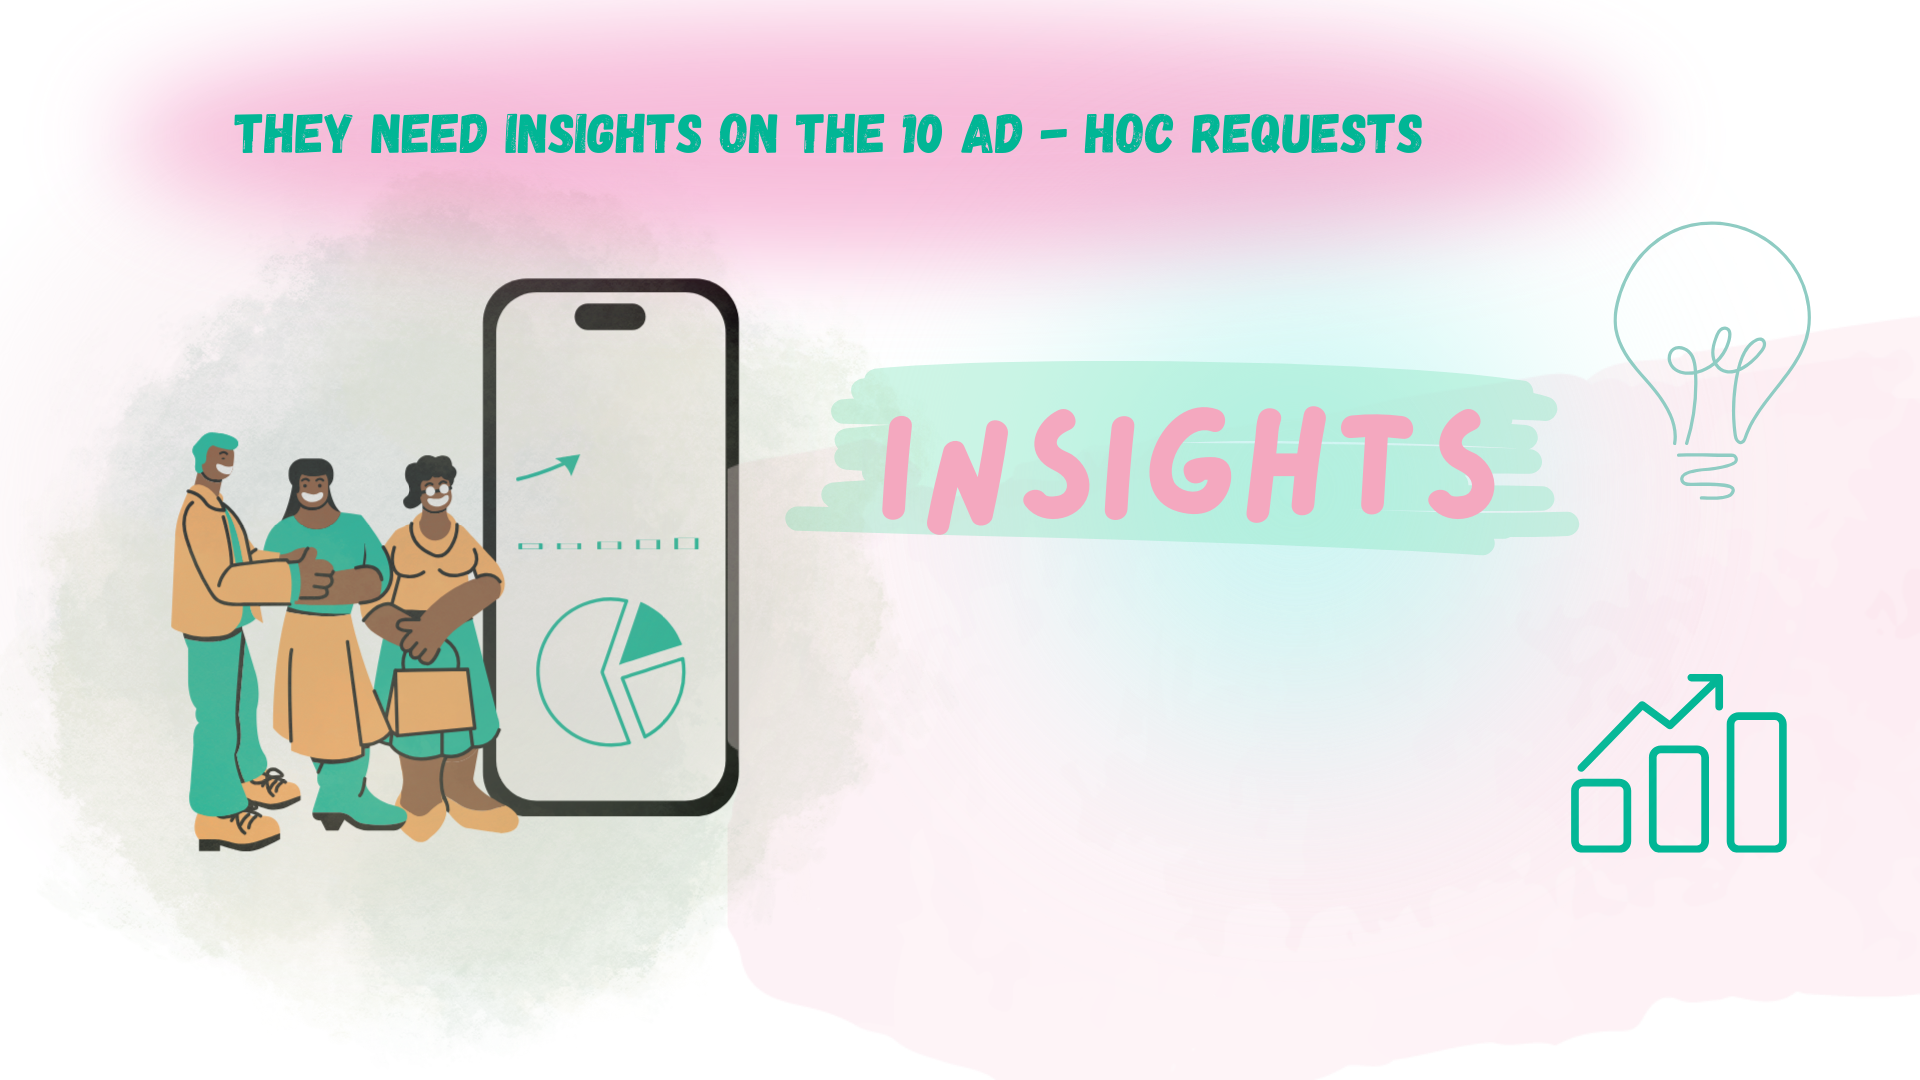 THEY NEED INSIGHTS ON THE 10 AD - HOC REQUESTS
INSIGHTS